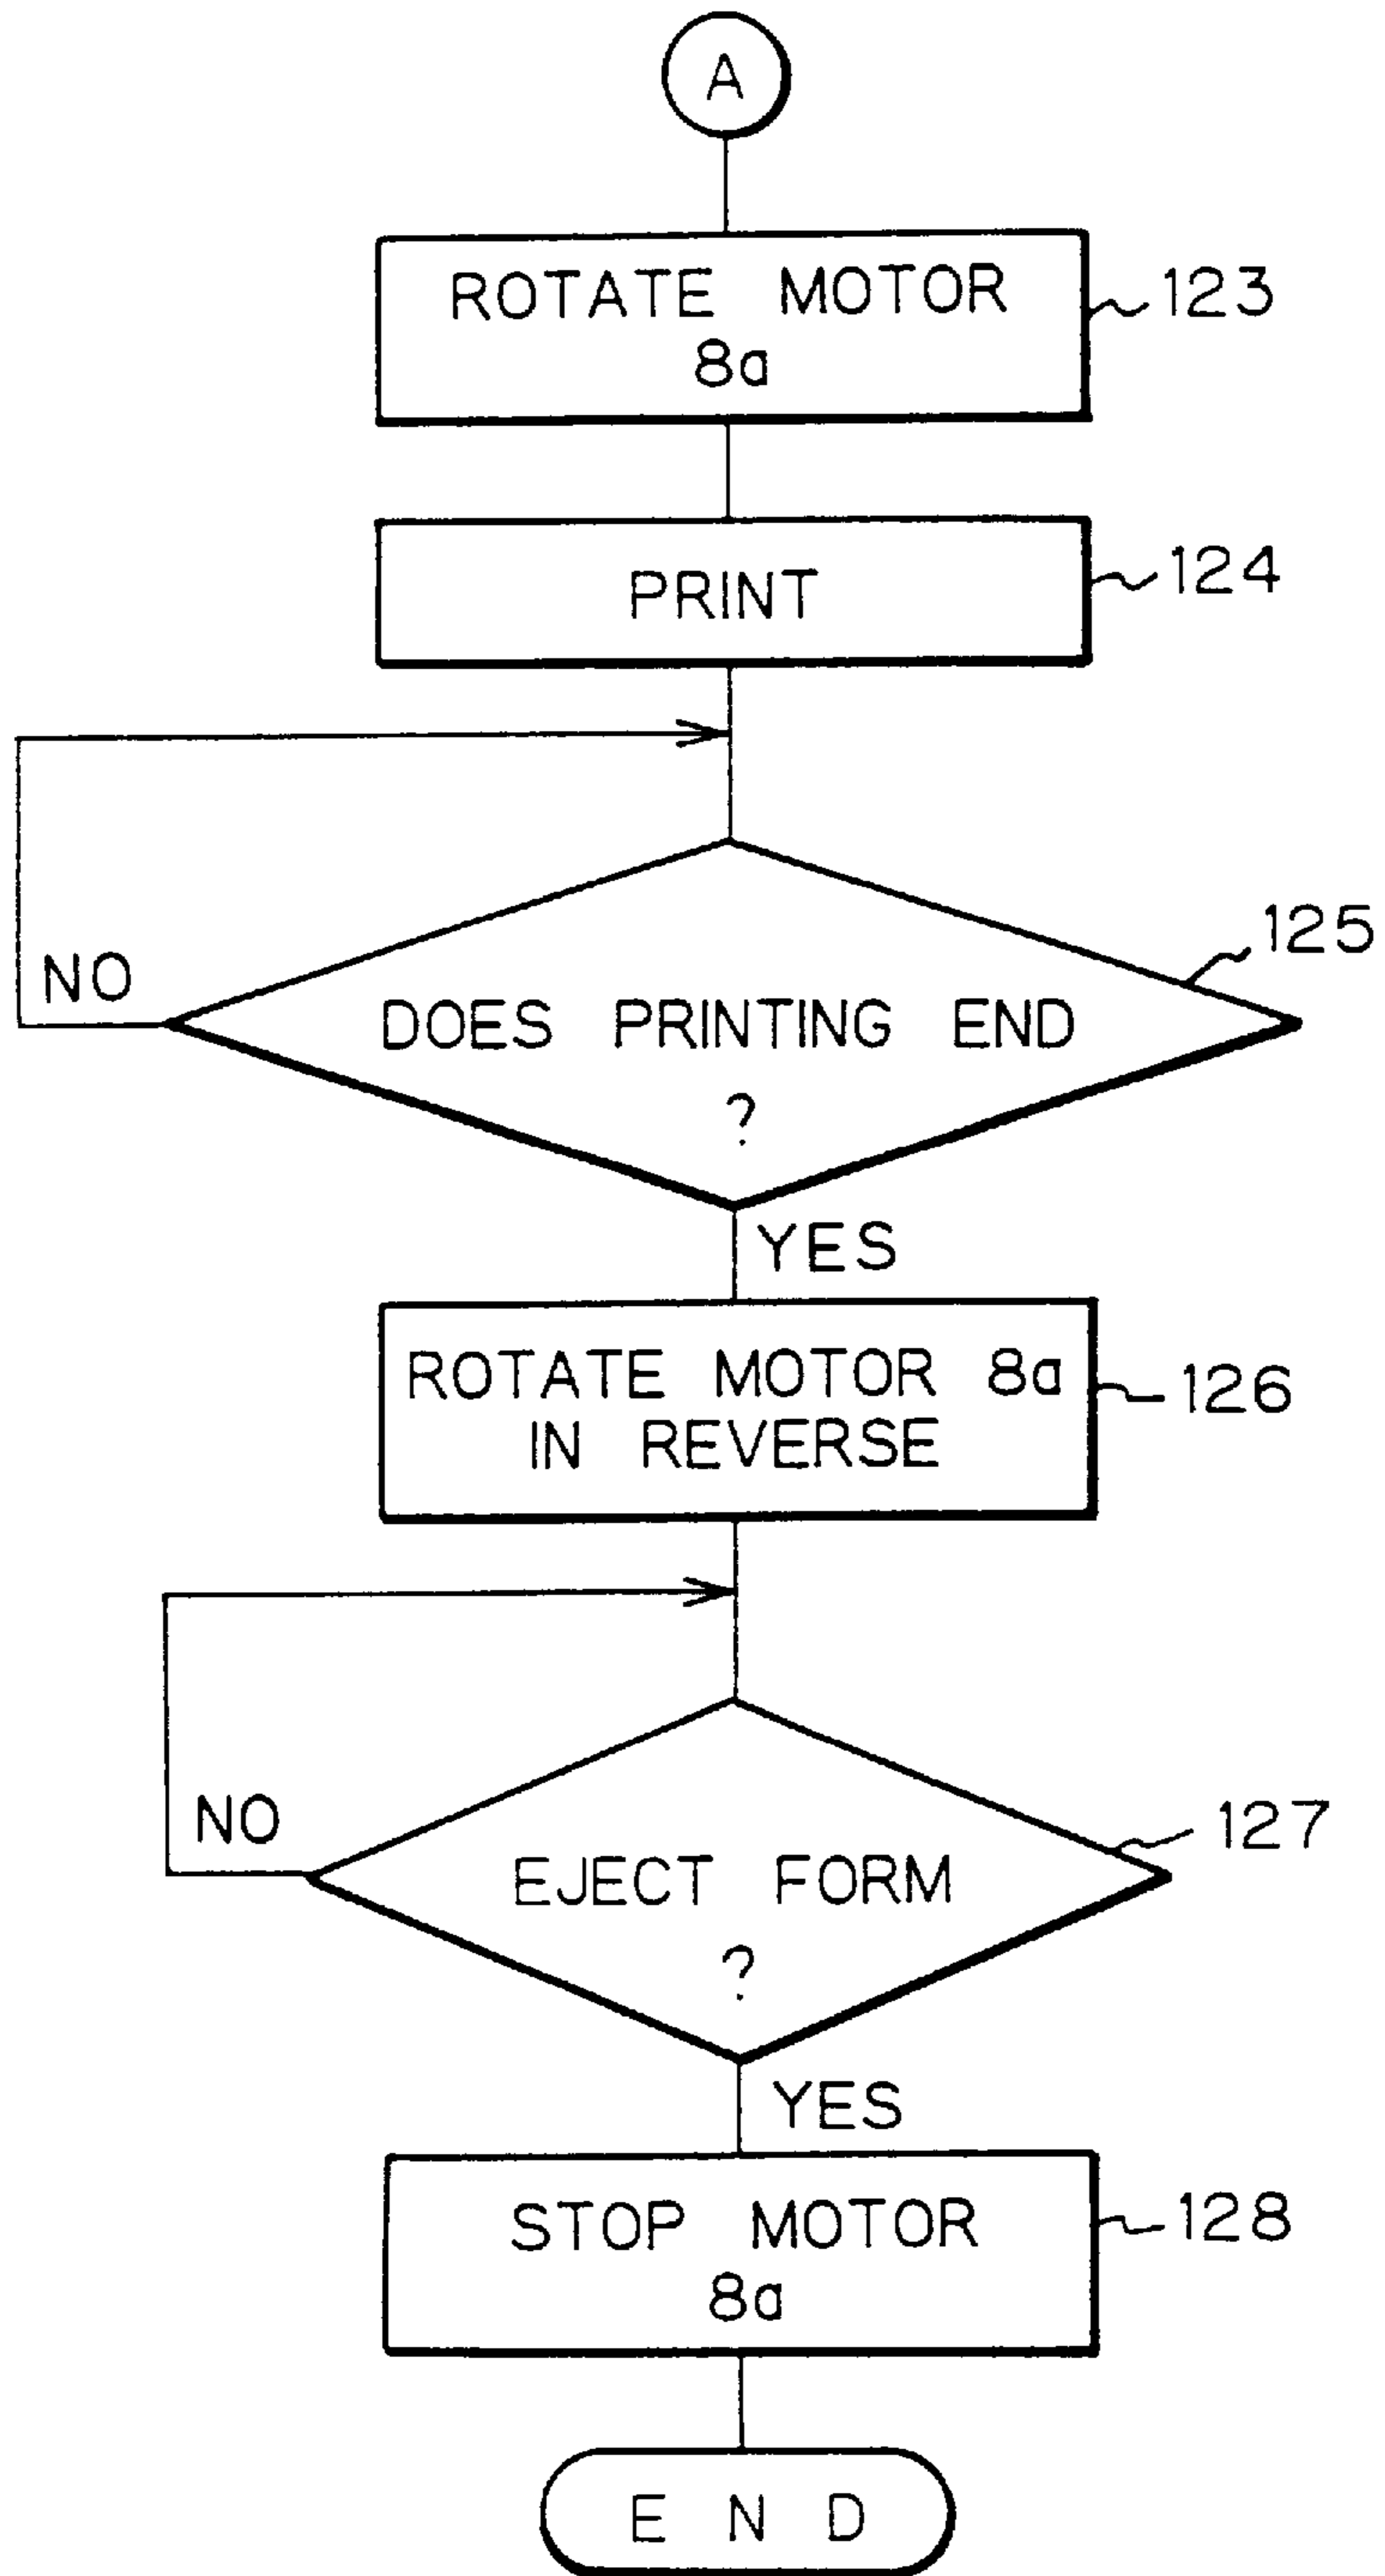 A
ROTATE MOTOR
8a
123
PRINT
124
125
NO
DOES PRINTING END
?
YES
ROTATE MOTOR 8a
IN REVERSE
126
NO
127
EJECT FORM
?
YES
STOP MOTOR
8a
128
END